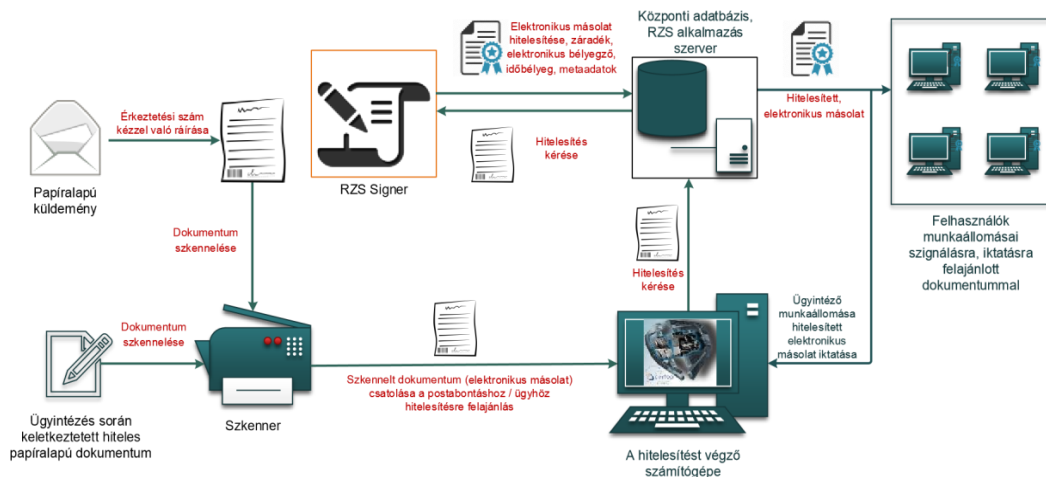 Elektronikus másolat
hitelesítése, záradék,
elektronikus bélyegző,
időbélyeg, metaadatok
Központi adatbázis,
RZS alkalmazás
szerver
Érkeztetési szám
kézzel való ráírása
Hitelesítés
kérése
Hitelesített,
elektronikus másolat
Papíralapú
küldemény
RZS Signer
Felhasználók
munkaállomásai
szignálásra, iktatásra
felajánlott
dokumentummal
Dokumentum
szkennelése
Hitelesítés
kérése
Ügyintéző
munkaállomása
hitelesített
elektronikus
másolat iktatása
Dokumentum
szkennelése
Szkennelt dokumentum (elektronikus másolat)
csatolása a postabontáshoz / ügyhöz
hitelesítésre felajánlás
Ügyintézés során
keletkeztetett hiteles
papíralapú dokumentum
Szkenner
A hitelesítést végző
számítógépe